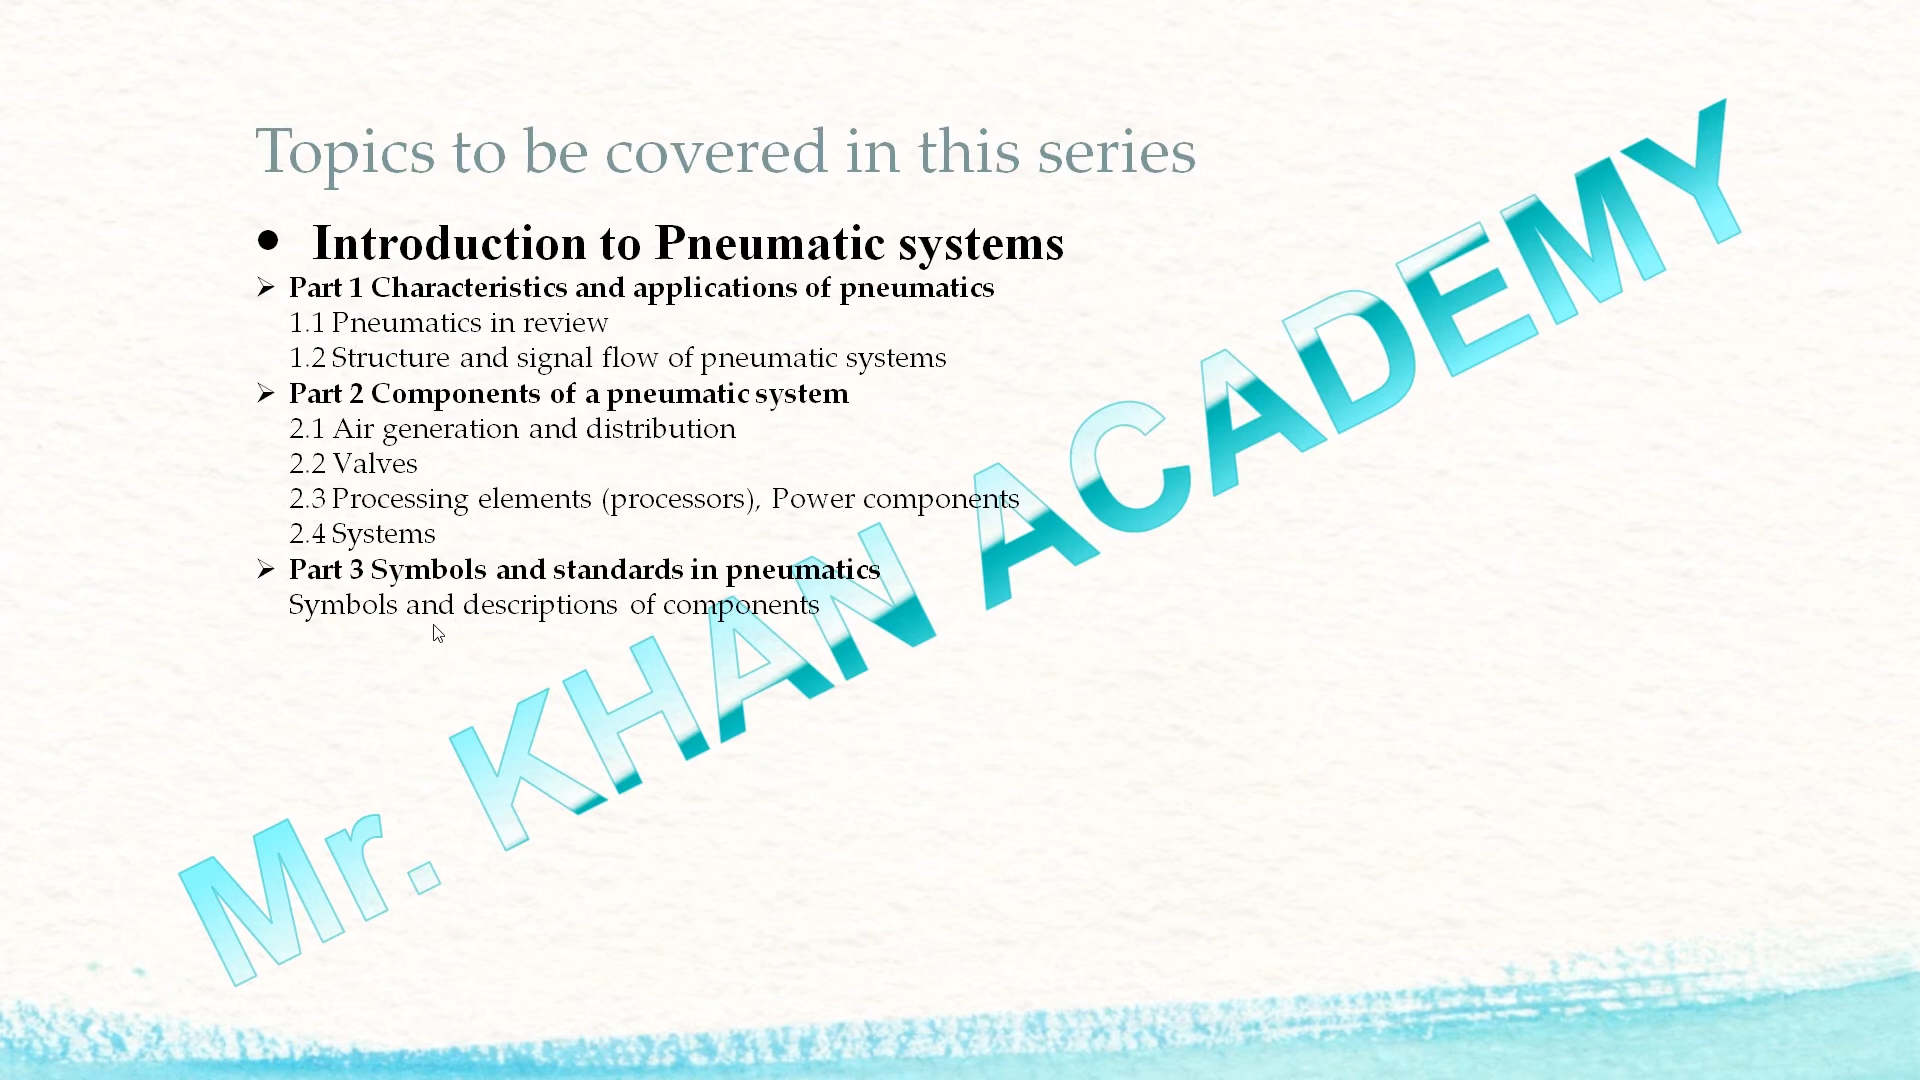 Topics to be covered in this series
• Introduction to Pneumatic systems
➢ Part 1 Characteristics and applications of pneumatics
1.1 Pneumatics in review
1.2 Structure and signal flow of pneumatic systems
➢ Part 2 Components of a pneumatic system
2.1 Air generation and distribution
2.2 Valves
2.3 Processing elements (processors), Power components
2.4 Systems
➢ Part 3 Symbols and standards in pneumatics
Symbols and descriptions of components
Mr. KHAN ACADEMY